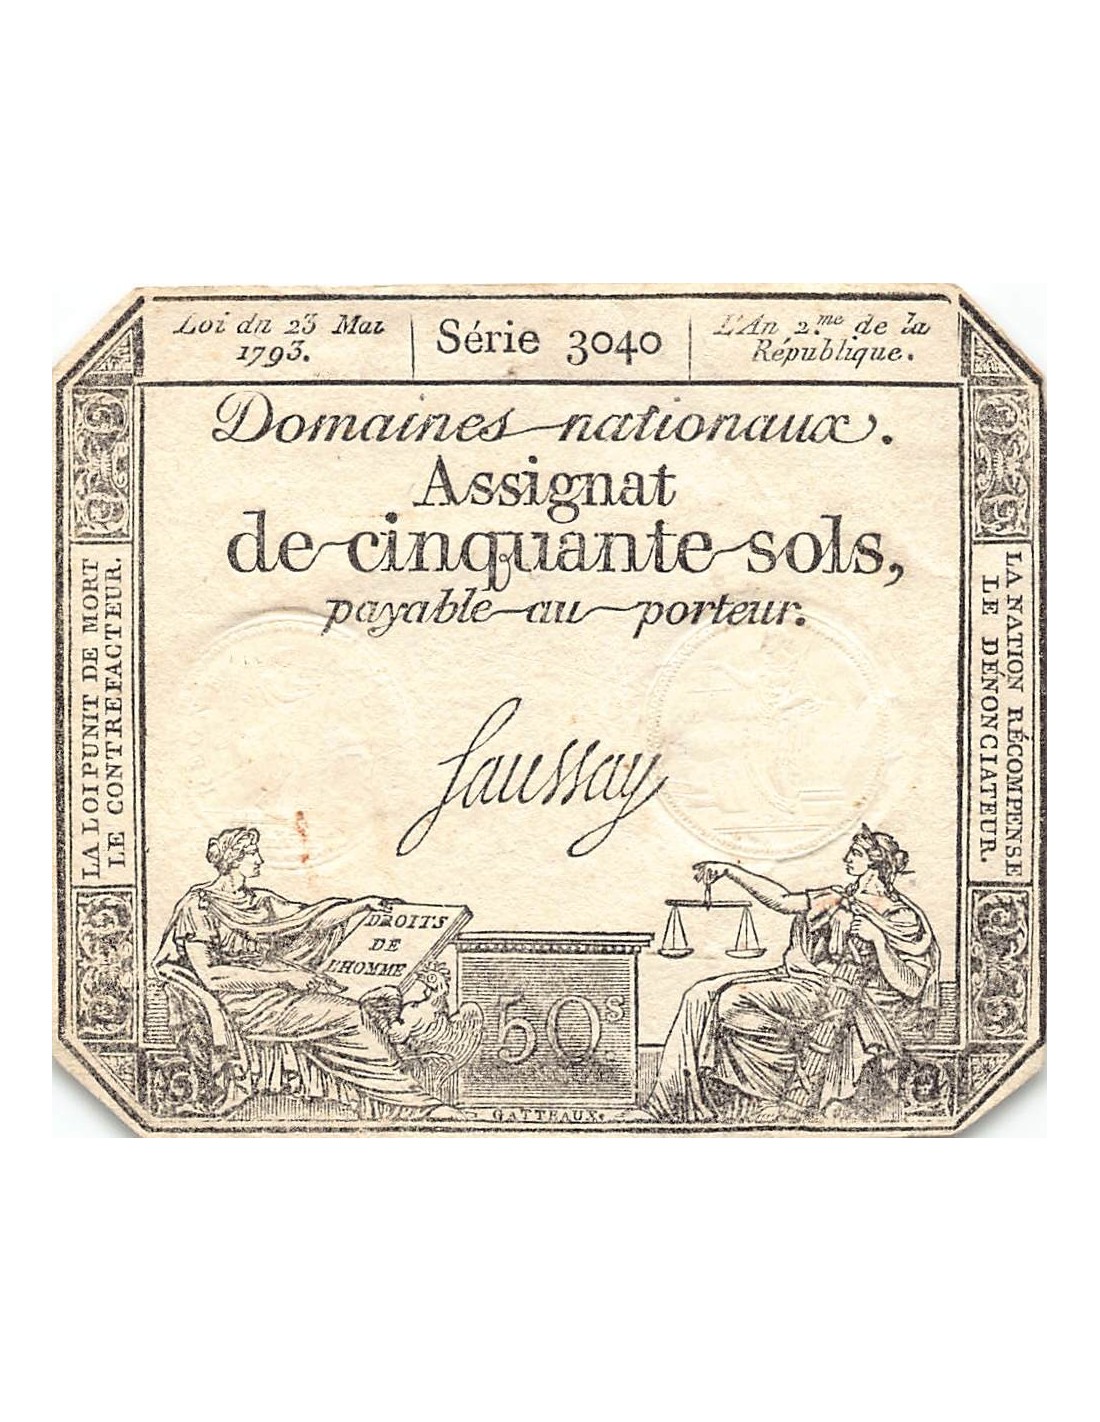 Loi du 23 Mai
1793.
Série 3040
L'An 2.me de la
République.
Domaines nationaux.
Assignat
de cinquante sols,
payable au porteur.
LA LOI PUNIT DE MORT
LE CONTREFACTEUR.
LA NATION RÉCOMPENSE
LE DÉNONCIATEUR.
Saussay
DROITS
DE
L'HOMME
50s
GATTEAUX.